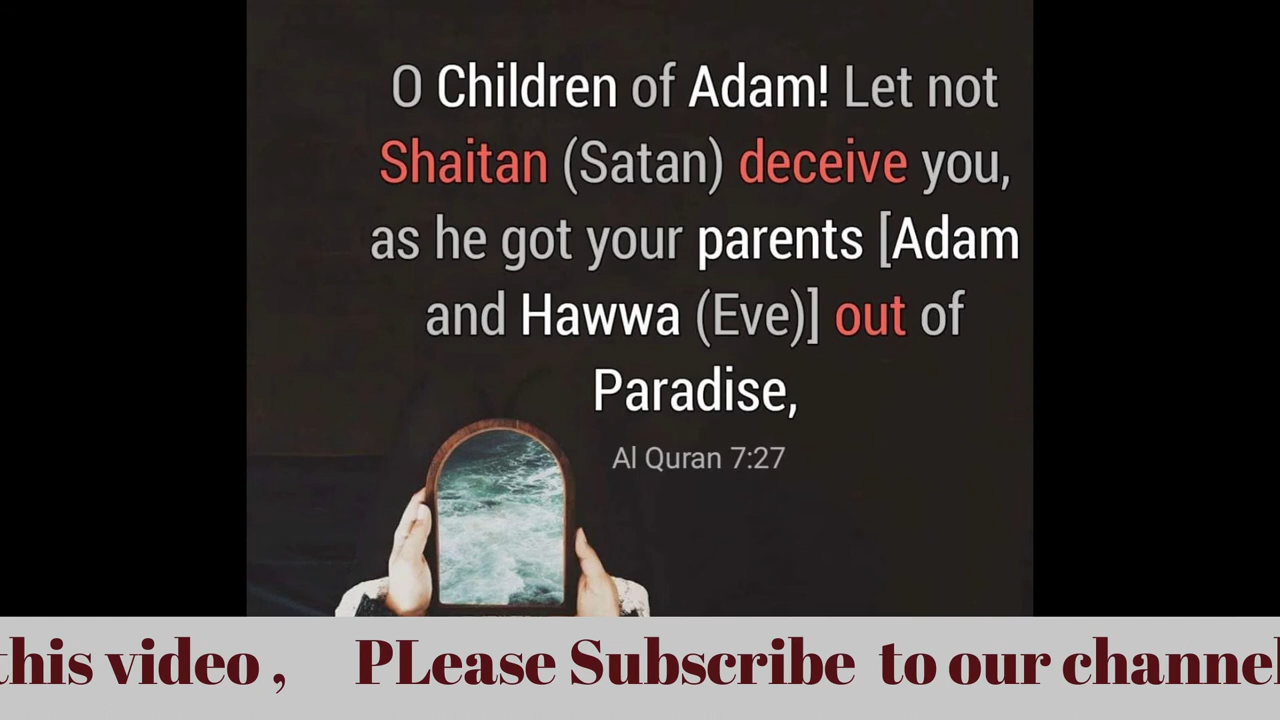 O Children of Adam! Let not
Shaitan (Satan) deceive you,
as he got your parents [Adam
and Hawwa (Eve)] out of
Paradise,
Al Quran 7:27
this video , PLease Subscribe to our channel